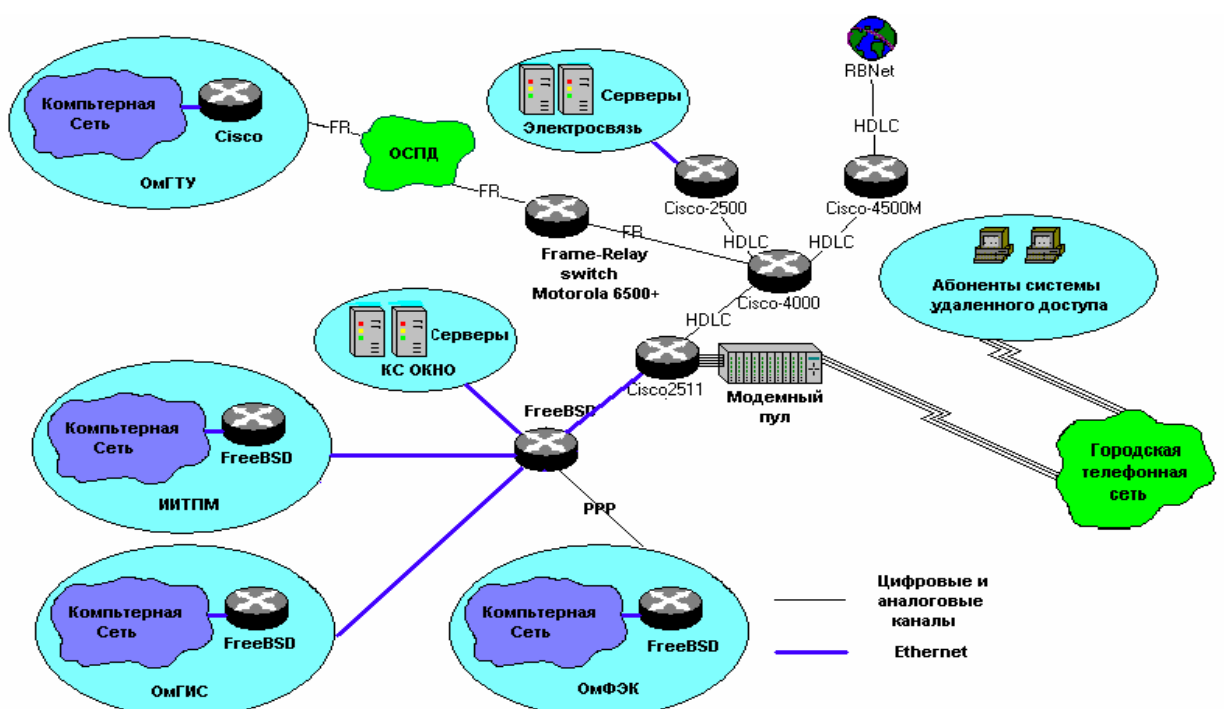 RBNet
HDLC
Компьтерная
Сеть
Cisco
ОмГТУ
FR
ОСПД
FR
Серверы
Электросвязь
Cisco-2500
Cisco-4500M
HDLC
HDLC
FR
Frame-Relay
switch
Motorola 6500+
Cisco-4000
HDLC
Абоненты системы
удаленного доступа
Серверы
КС ОКНО
Cisco2511
Модемный
пул
FreeBSD
Компьтерная
Сеть
FreeBSD
ИИТПМ
Городская
телефонная
сеть
PPP
Компьтерная
Сеть
FreeBSD
ОмГИС
Компьтерная
Сеть
FreeBSD
ОмФЭК
Цифровые и
аналоговые
каналы
Ethernet